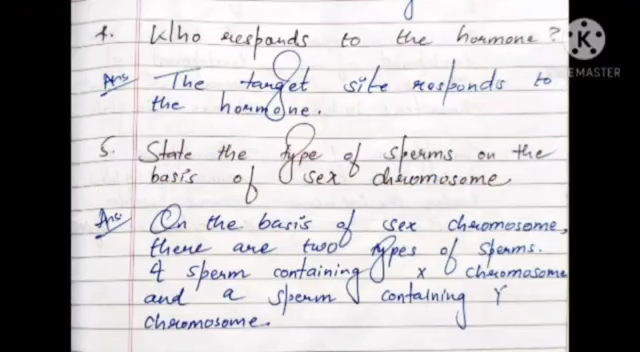 4. Who responds to the hormone?
Ans The target site responds to
the hormone.
5. State the type of sperms on the
basis of sex chromosome
Ans On the basis of sex chromosome,
there are two types of sperms.
A sperm containing X chromosome
and a sperm containing Y
chromosome.
K
EMASTER